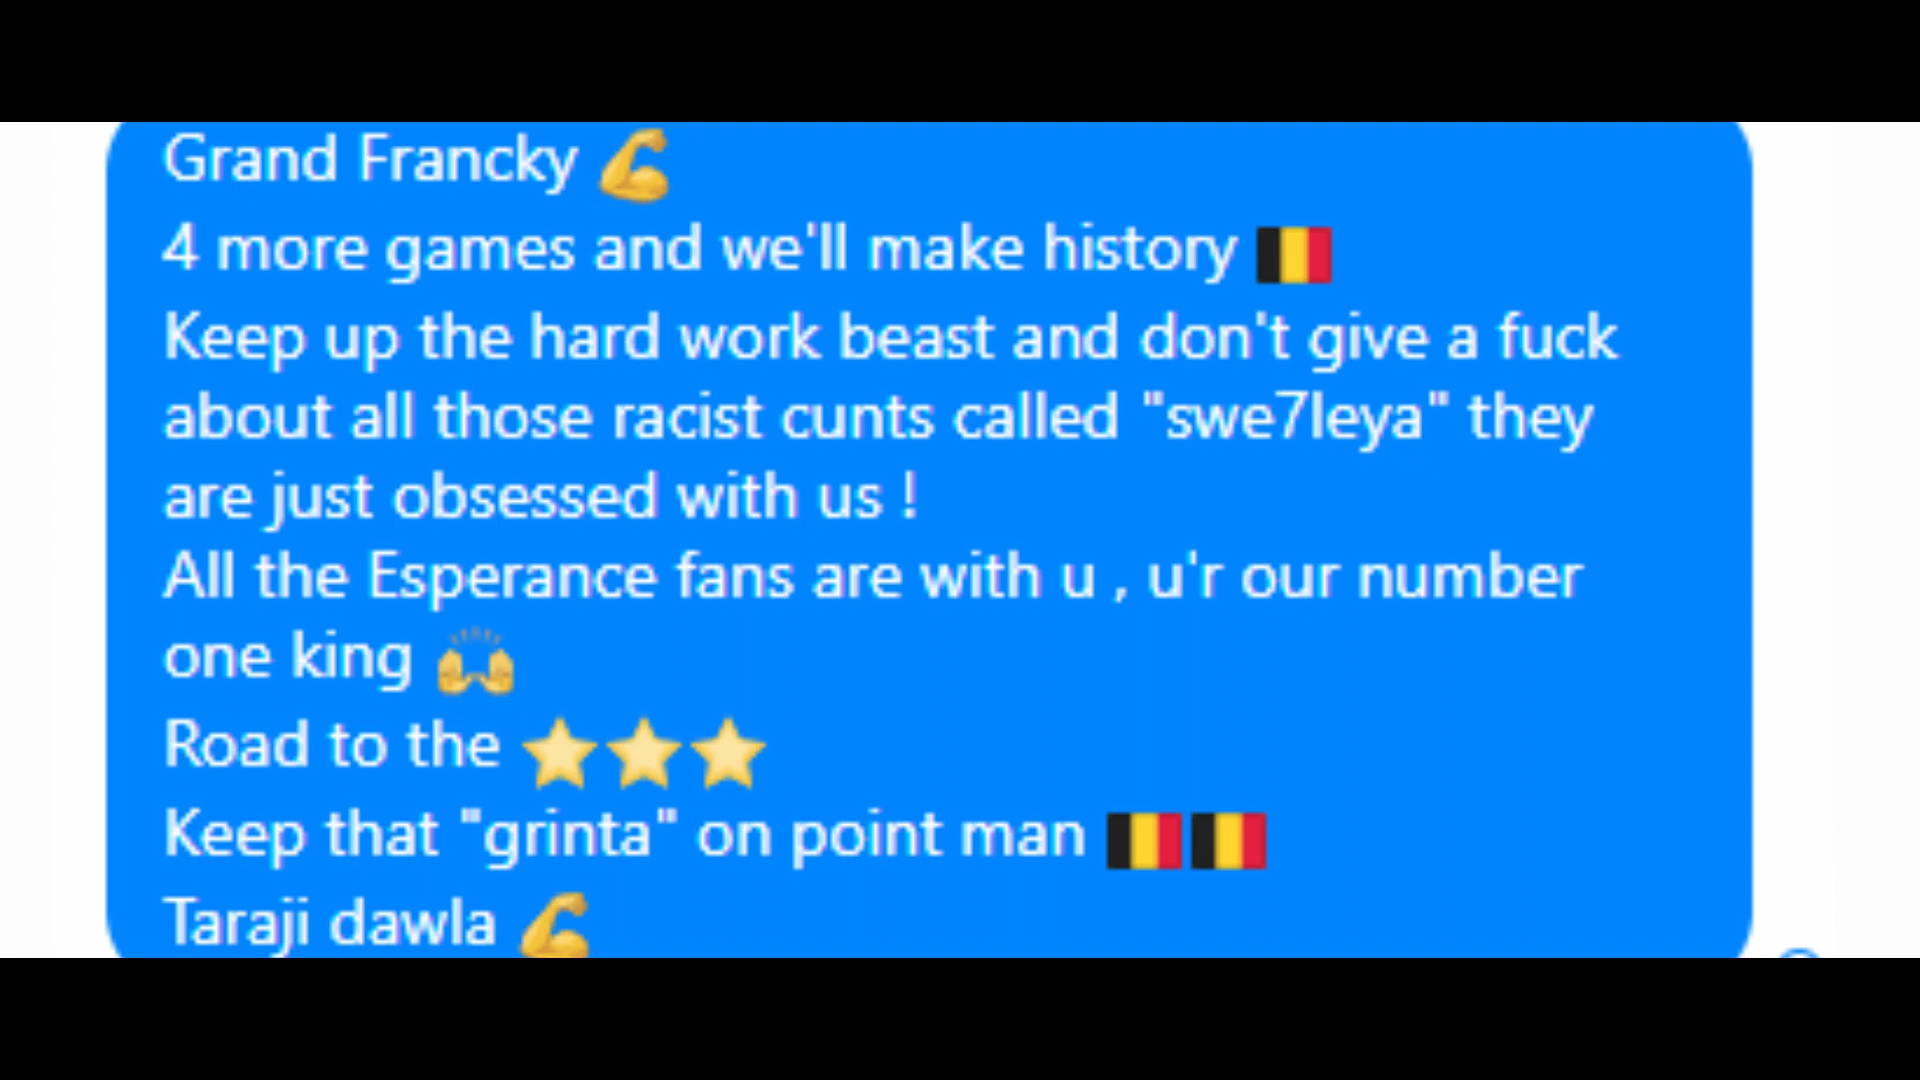 Grand Francky 💪
4 more games and we'll make history 🇧🇪
Keep up the hard work beast and don't give a fuck
about all those racist cunts called "swe7leya" they
are just obsessed with us !
All the Esperance fans are with u , u'r our number
one king 🙌
Road to the ⭐⭐⭐
Keep that "grinta" on point man 🇧🇪🇧🇪
Taraji dawla 💪